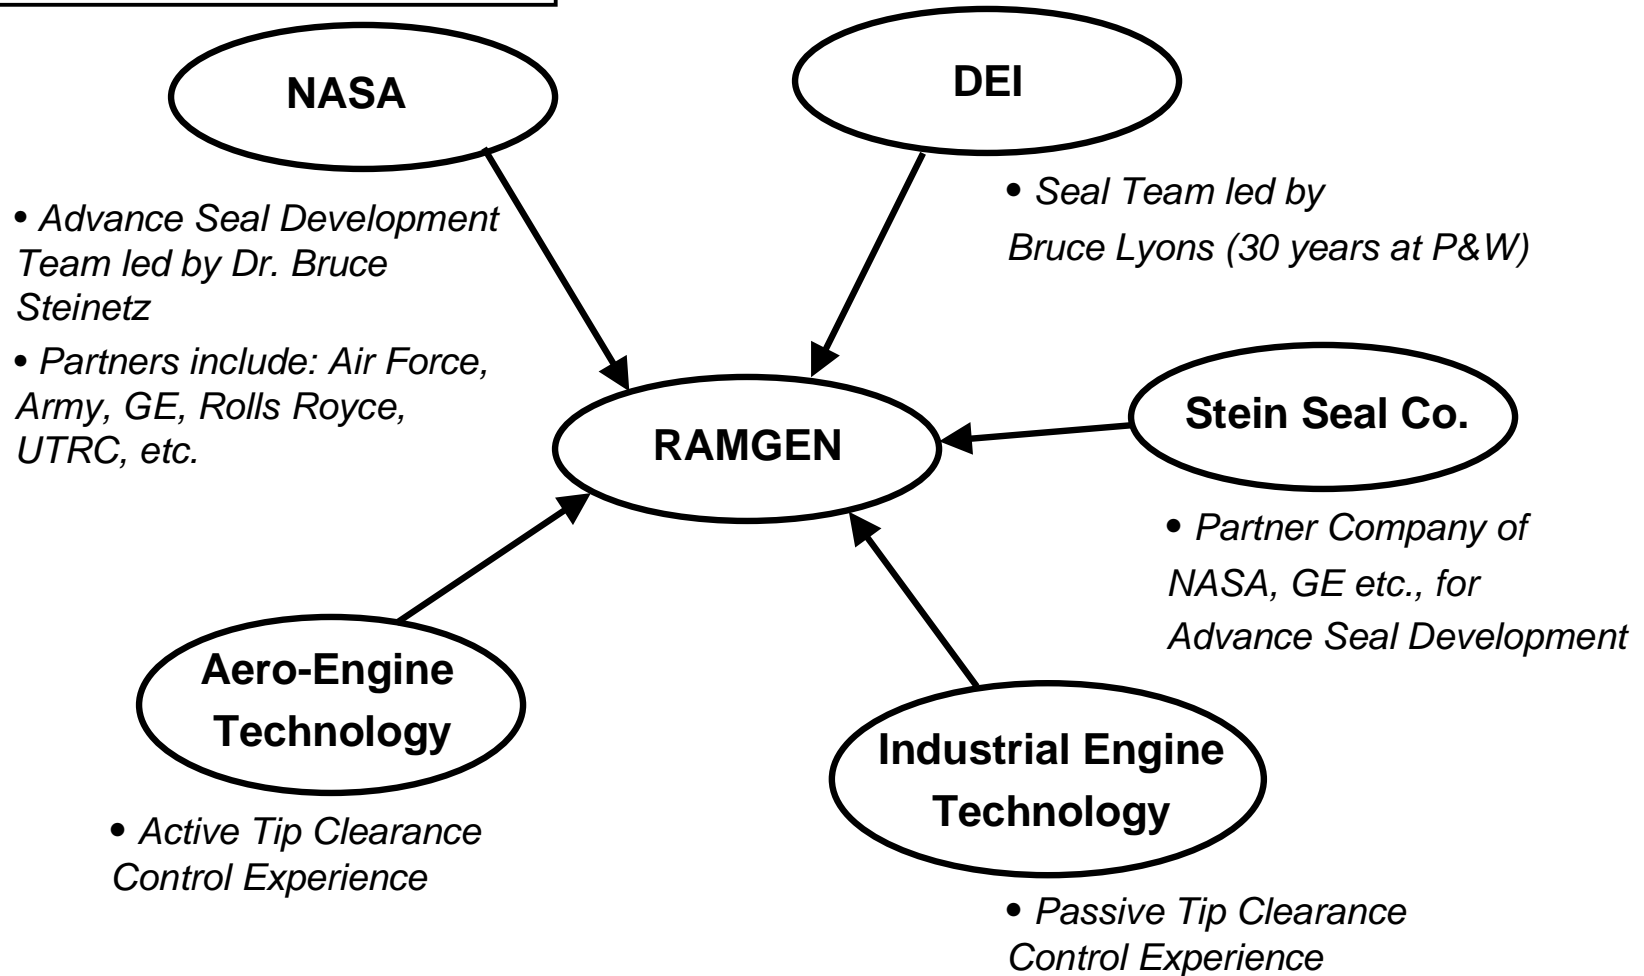 NASA
• Advance Seal Development
Team led by Dr. Bruce
Steinetz
• Partners include: Air Force,
Army, GE, Rolls Royce,
UTRC, etc.
DEI
• Seal Team led by
Bruce Lyons (30 years at P&W)
RAMGEN
Stein Seal Co.
• Partner Company of
NASA, GE etc., for
Advance Seal Development
Aero-Engine
Technology
• Active Tip Clearance
Control Experience
Industrial Engine
Technology
• Passive Tip Clearance
Control Experience